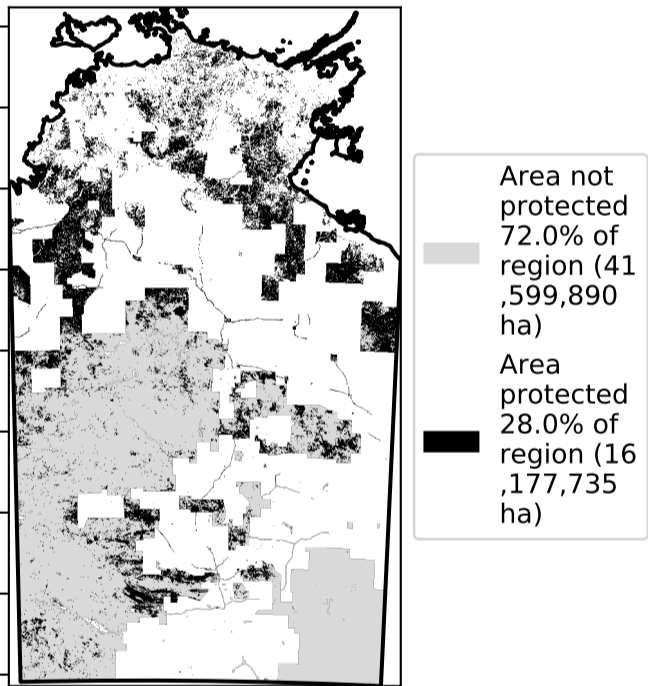 Area not
protected
72.0% of
region (41
,599,890
ha)
Area
protected
28.0% of
region (16
,177,735
ha)